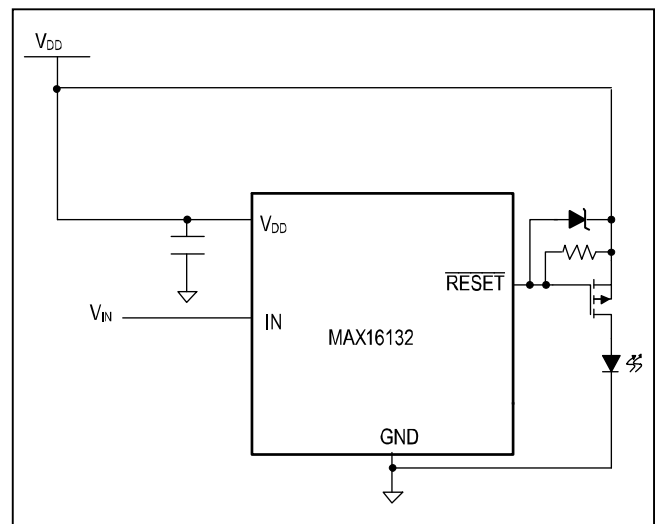 VDD
VDD
RESET
VIN
IN
MAX16132
GND